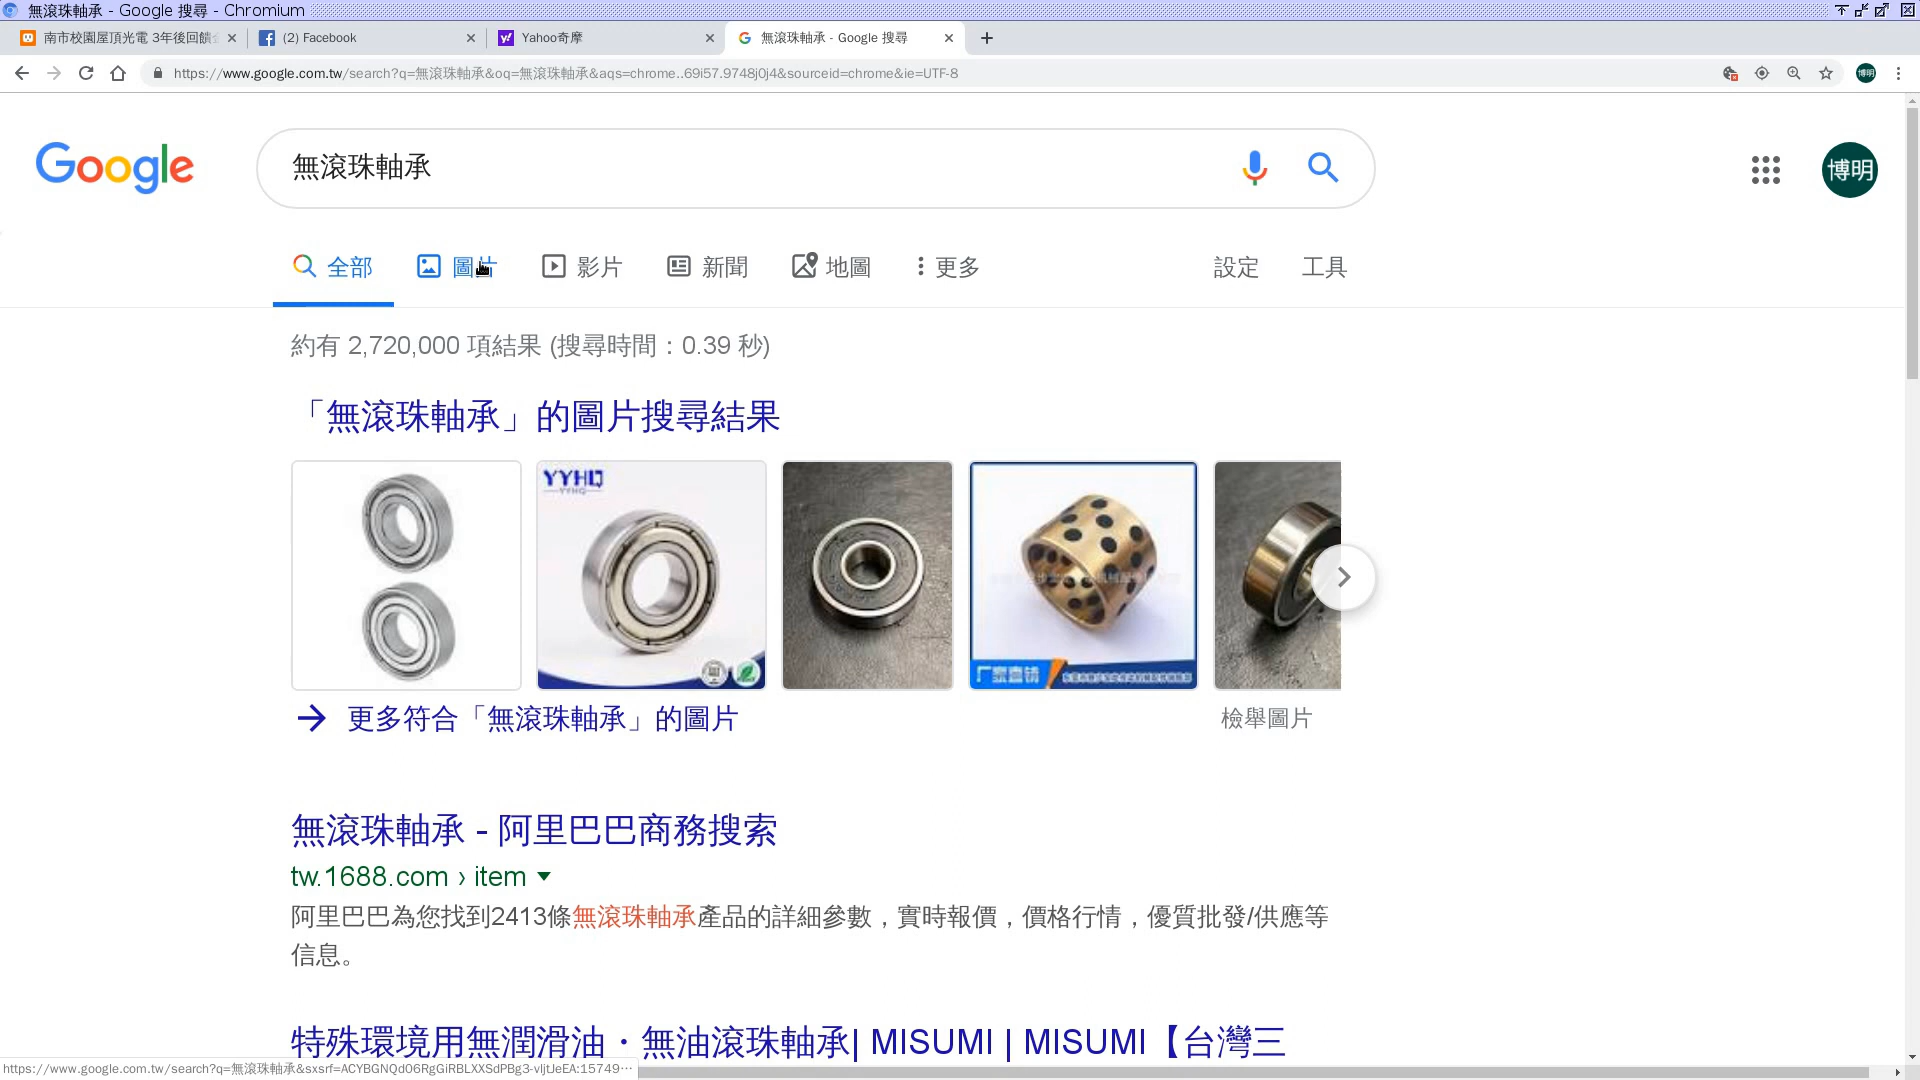 無滾珠軸承 - Google 搜尋 - Chromium
南市校園屋頂光電 3年後回饋
(2) Facebook
Yahoo奇摩
無滾珠軸承 - Google 搜尋
https://www.google.com.tw/search?q=無滾珠軸承&oq=無滾珠軸承&aqs=chrome..69i57.9748j0j4&sourceid=chrome&ie=UTF-8
博明
Google
無滾珠軸承
博明
全部
圖片
影片
新聞
地圖
更多
設定
工具
約有 2,720,000 項結果 (搜尋時間：0.39 秒)
「無滾珠軸承」的圖片搜尋結果
YYHQ
YYHQ
厂家直销
更多符合「無滾珠軸承」的圖片
檢舉圖片
無滾珠軸承 - 阿里巴巴商務搜索
tw.1688.com › item
阿里巴巴為您找到2413條無滾珠軸承產品的詳細參數，實時報價，價格行情，優質批發/供應等
信息。
特殊環境用無潤滑油・無油滾珠軸承| MISUMI | MISUMI【台灣三
https://www.google.com.tw/search?q=無滾珠軸承&sxsrf=ACYBGNQd06RgGiRBLXXSdPBg3-vljtJeEA:15749…